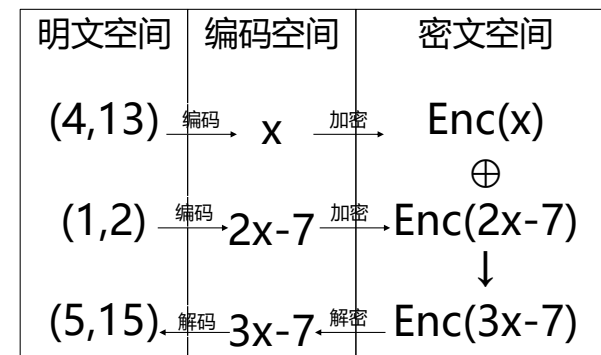 明文空间 编码空间 密文空间
(4,13) 编码 x 加密 Enc(x)
⊕
(1,2) 编码 2x-7 加密 Enc(2x-7)
↓
(5,15) 解码 3x-7 解密 Enc(3x-7)